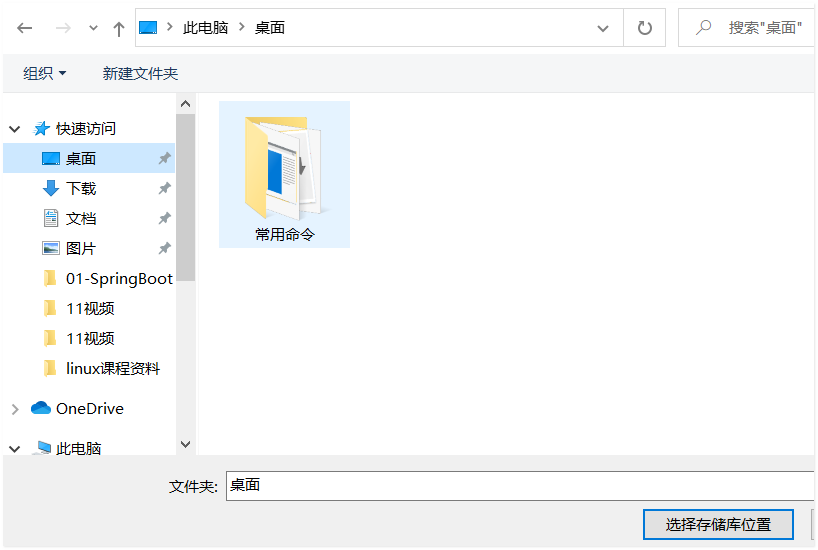 此电脑 桌面
搜索"桌面"
组织 新建文件夹
快速访问
桌面
下载
文档
图片
01-SpringBoot
11视频
11视频
linux课程资料
OneDrive
此电脑
常用命令
文件夹: 桌面
选择存储库位置